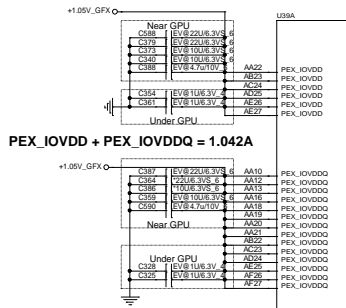 +1.05V_GFX
U39A
Near GPU
C588 EV@22U/6.3VS_6
C379 EV@22U/6.3VS_6
C373 EV@10U/6.3VS_6
C340 EV@10U/6.3VS_6
C388 EV@4.7u/10V_6 AA22 PEX_IOVDD
AB23 PEX_IOVDD
AC24 PEX_IOVDD
C354 EV@1U/6.3V_4 AD25 PEX_IOVDD
C361 EV@1U/6.3V_4 AE26 PEX_IOVDD
AE27 PEX_IOVDD
Under GPU
PEX_IOVDD + PEX_IOVDDQ = 1.042A
+1.05V_GFX
C387 EV@22U/6.3VS_6 AA10 PEX_IOVDDQ
C364 *22U/6.3VS_6 AA12 PEX_IOVDDQ
C386 *10U/6.3VS_6 AA13 PEX_IOVDDQ
C359 EV@10U/6.3VS_6 AA16 PEX_IOVDDQ
C590 EV@4.7u/10V_6 AA18 PEX_IOVDDQ
AA19 PEX_IOVDDQ
Near GPU AA20 PEX_IOVDDQ
AA21 PEX_IOVDDQ
AB22 PEX_IOVDDQ
AC23 PEX_IOVDDQ
Under GPU AD24 PEX_IOVDDQ
C328 EV@1U/6.3V_4 AE25 PEX_IOVDDQ
C325 EV@1U/6.3V_4 AF26 PEX_IOVDDQ
AF27 PEX_IOVDDQ